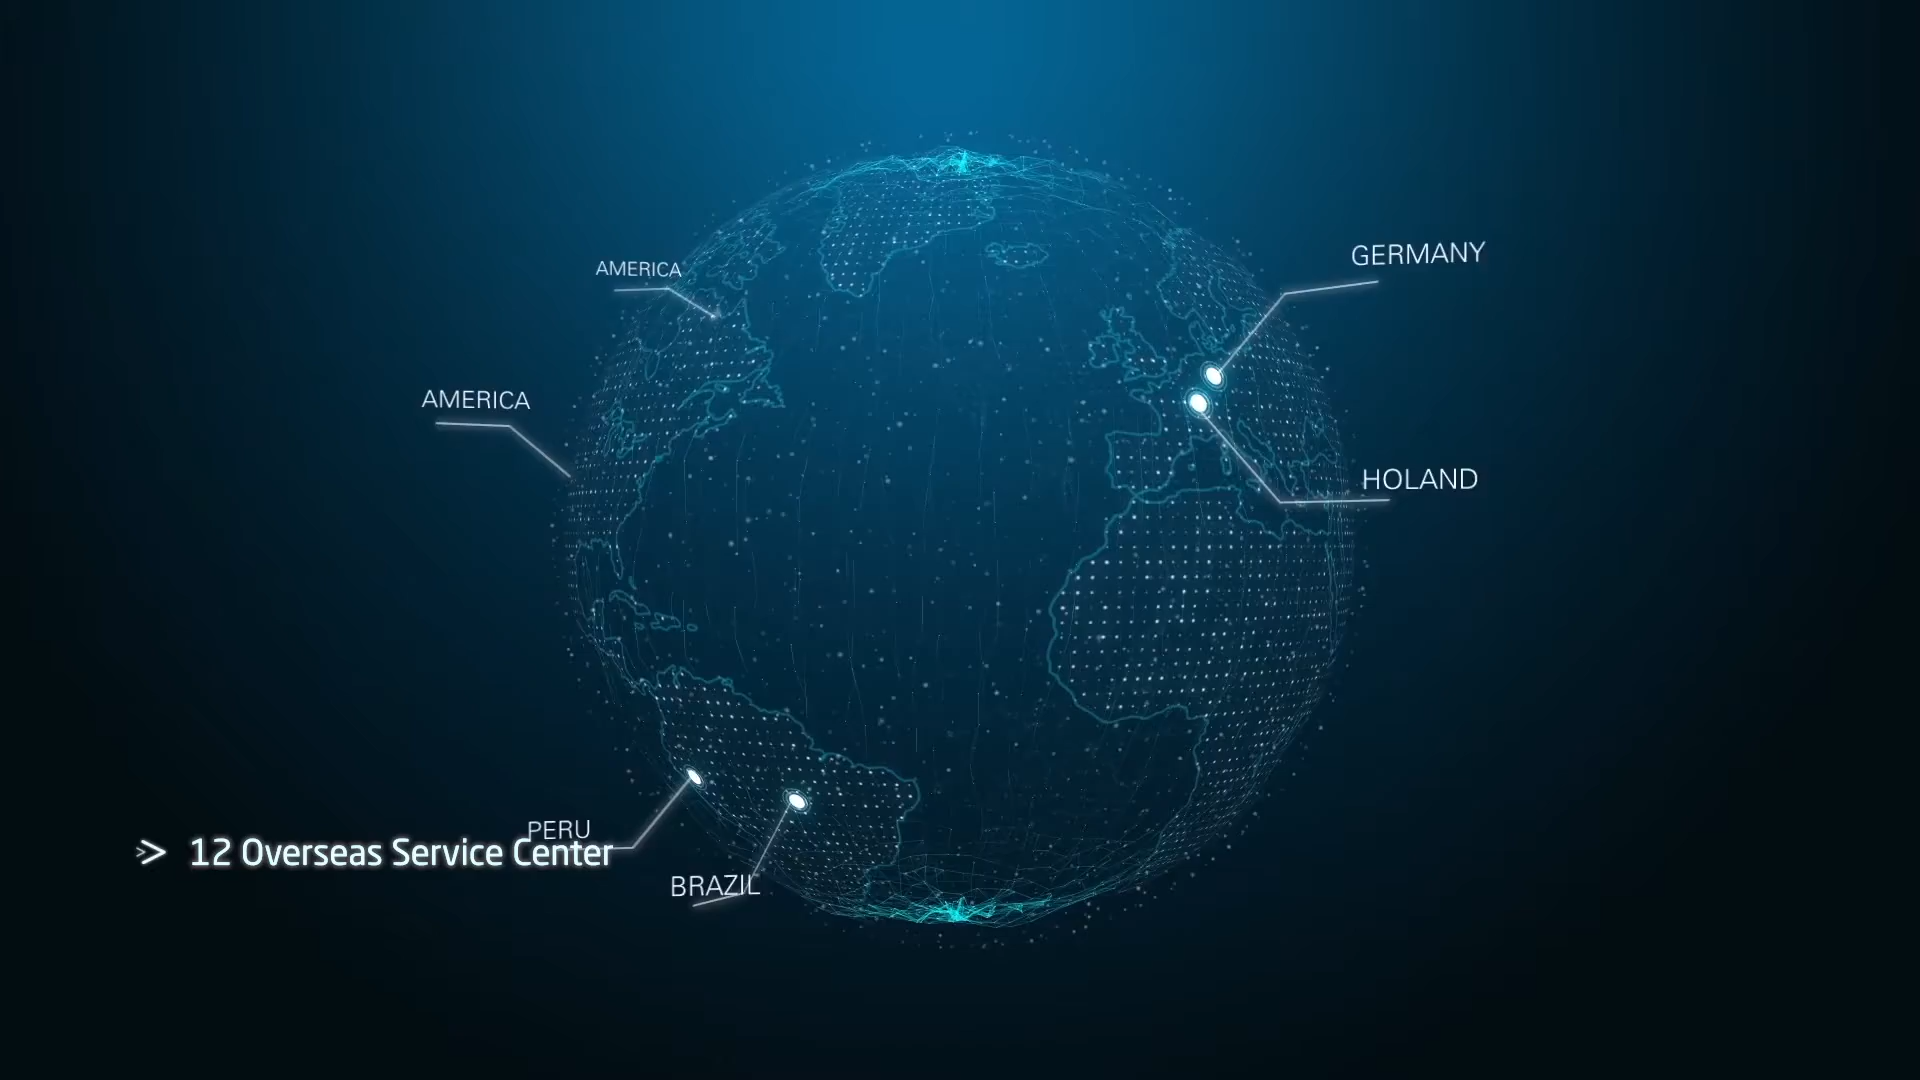 GERMANY
AMERICA
AMERICA
HOLAND
PERU
> 12 Overseas Service Center
BRAZIL